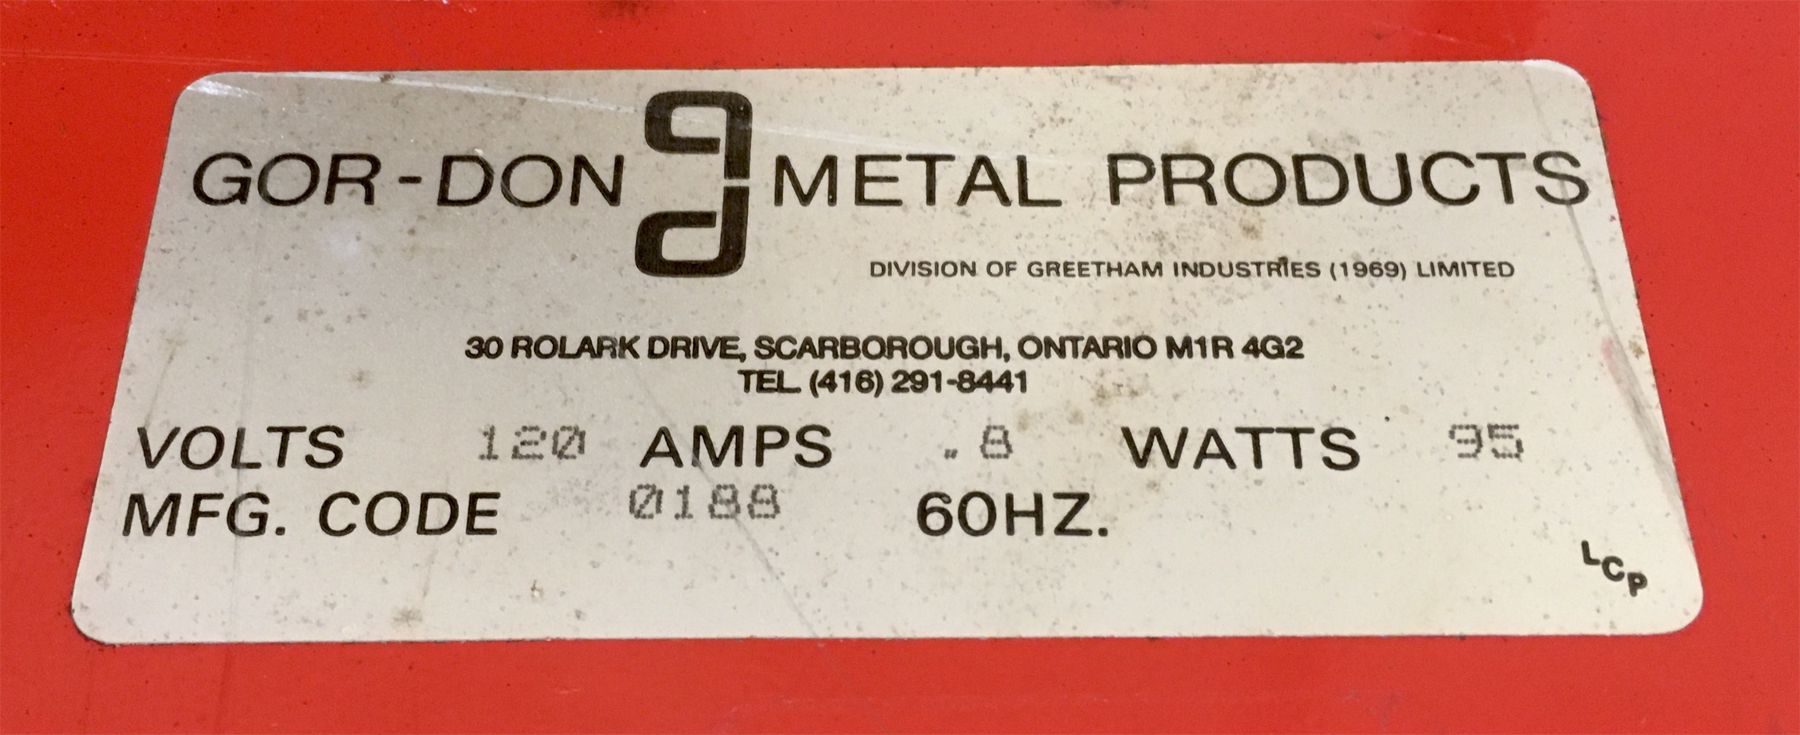 GOR-DON METAL PRODUCTS
DIVISION OF GREETHAM INDUSTRIES (1969) LIMITED
30 ROLARK DRIVE, SCARBOROUGH, ONTARIO M1R 4G2
TEL. (416) 291-8441
VOLTS 120 AMPS .8 WATTS 95
MFG. CODE 0188 60HZ.
LCP